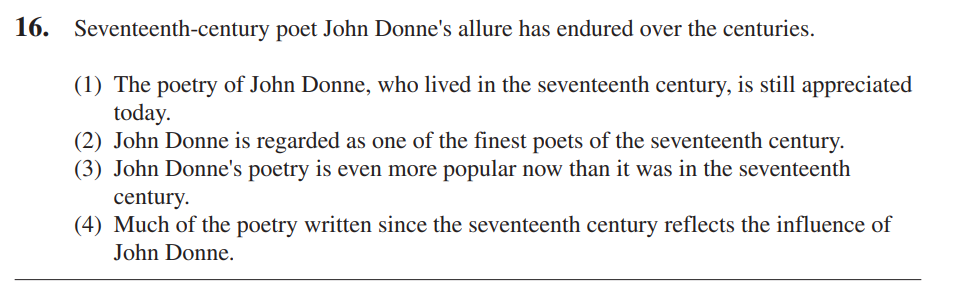 16. Seventeenth-century poet John Donne's allure has endured over the centuries.
(1) The poetry of John Donne, who lived in the seventeenth century, is still appreciated
today.
(2) John Donne is regarded as one of the finest poets of the seventeenth century.
(3) John Donne's poetry is even more popular now than it was in the seventeenth
century.
(4) Much of the poetry written since the seventeenth century reflects the influence of
John Donne.